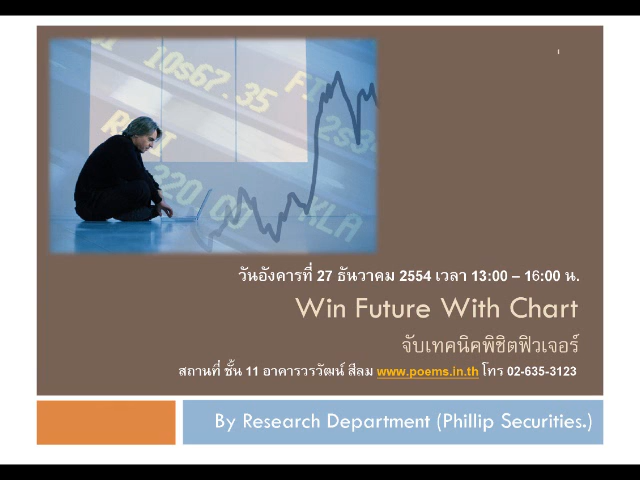 1
10s67.35
วันอังคารที่ 27 ธันวาคม 2554 เวลา 13:00 – 16:00 น.
Win Future With Chart
จับเทคนิคพิชิตฟิวเจอร์
สถานที่ ชั้น 11 อาคารวรวัฒน์ สีลม www.poems.in.th โทร 02-635-3123
By Research Department (Phillip Securities.)